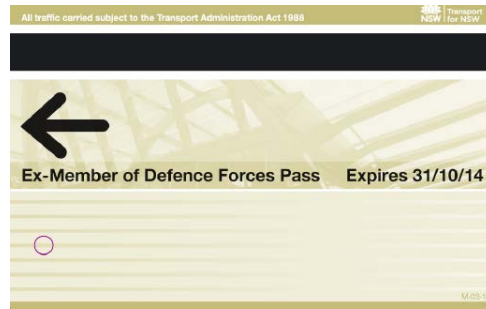 All traffic carried subject to the Transport Administration Act 1988
Transport
NSW for NSW
Ex-Member of Defence Forces Pass Expires 31/10/14